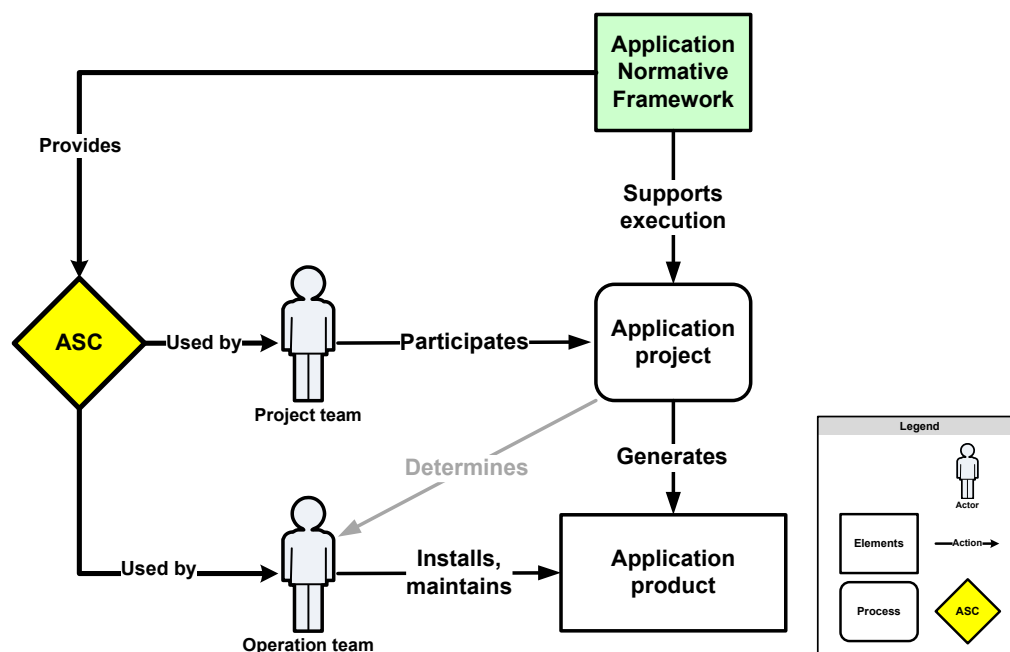 Application
Normative
Framework
Provides
Supports
execution
ASC
Used by
Project team
Participates
Application
project
Determines
Generates
Used by
Operation team
Installs,
maintains
Application
product
Legend
Actor
Elements
Action
Process
ASC